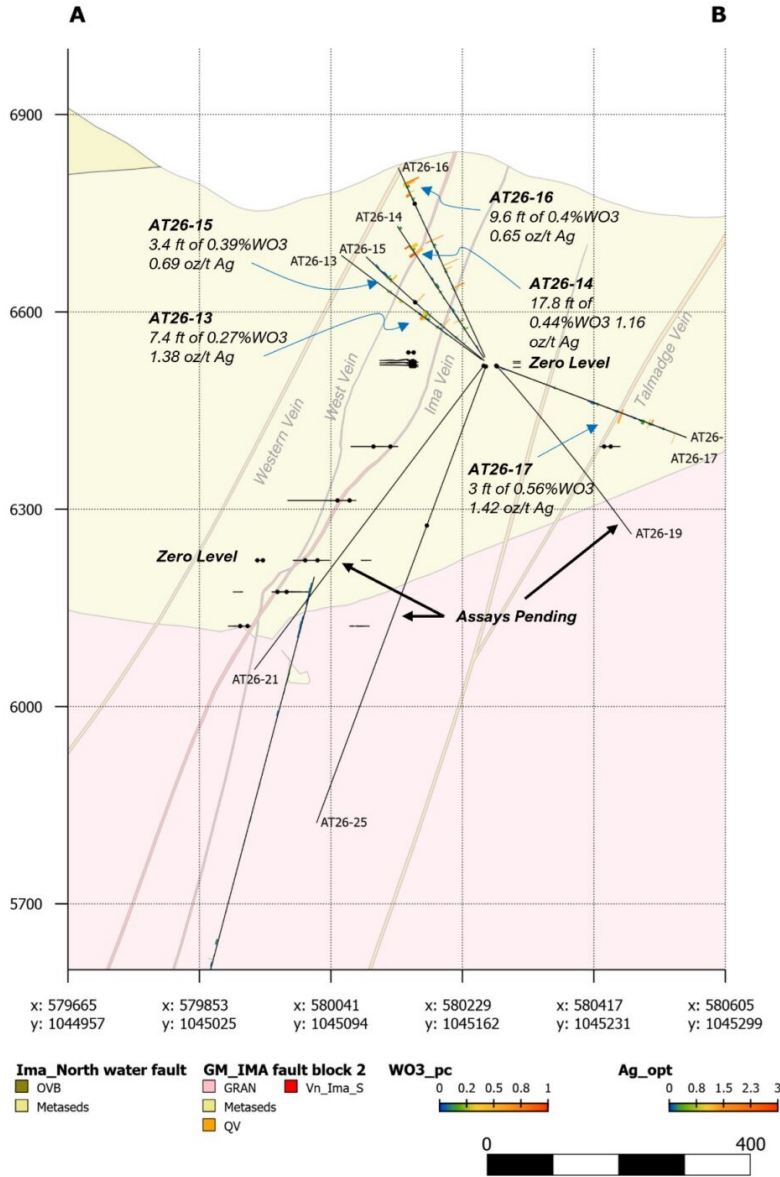 A
B
6900
AT26-16
AT26-16
9.6 ft of 0.4%WO3
0.65 oz/t Ag
AT26-14
AT26-15
3.4 ft of 0.39%WO3
0.69 oz/t Ag
AT26-15
AT26-13
AT26-14
17.8 ft of
0.44%WO3 1.16
oz/t Ag
6600
AT26-13
7.4 ft of 0.27%WO3
1.38 oz/t Ag
Zero Level
West Vein
Ima Vein
Talmadge Vein
Western Vein
AT26-
AT26-17
AT26-17
3 ft of 0.56%WO3
1.42 oz/t Ag
6300
AT26-19
Zero Level
Assays Pending
AT26-21
6000
AT26-25
5700
x: 579665 x: 579853 x: 580041 x: 580229 x: 580417 x: 580605
y: 1044957 y: 1045025 y: 1045094 y: 1045162 y: 1045231 y: 1045299
Ima_North water fault GM_IMA fault block 2 WO3_pc Ag_opt
OVB GRAN Vn_Ima_S 0 0.2 0.5 0.8 1 0 0.8 1.5 2.3 3
Metaseds Metaseds
QV
0 400